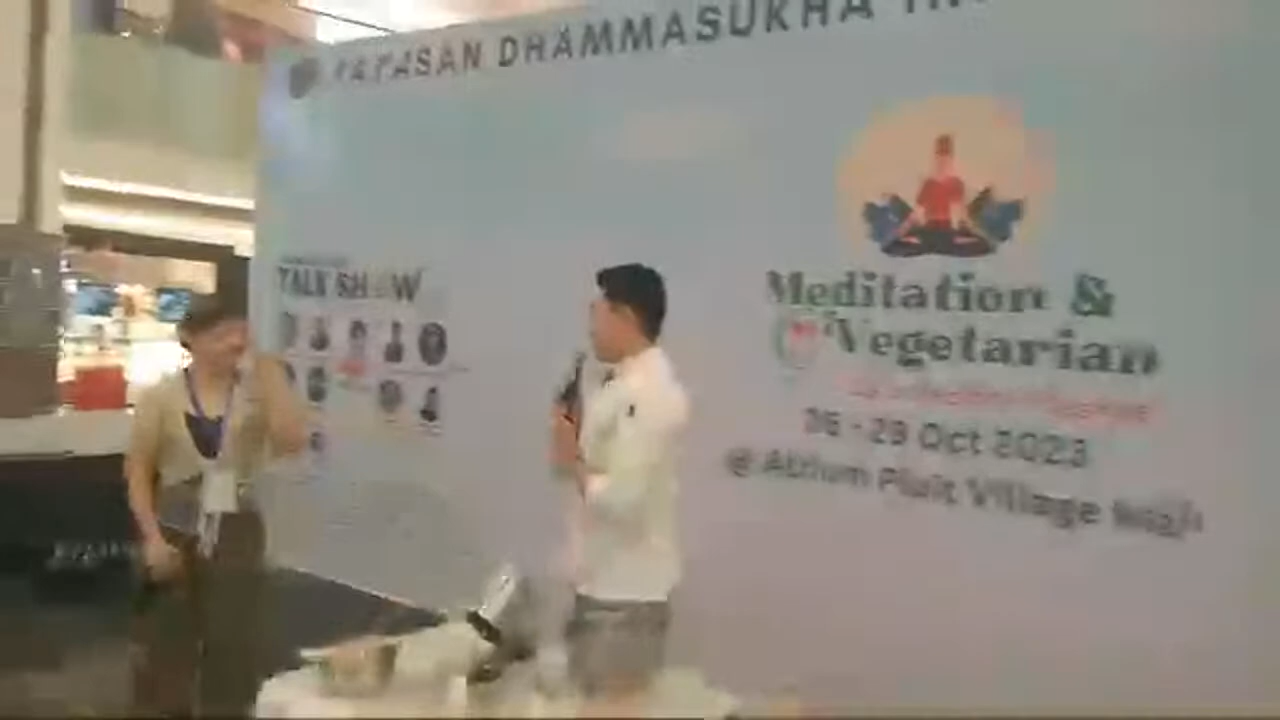 YAYASAN DHAMMASUKHA
TALK SHOW
Meditation &
Vegetarian
26 - 29 Oct 2023
@ Atrium Pluit Village Mall